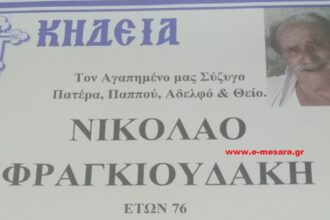 ΚΗΔΕΙΑ
Τον Αγαπημένο μας Σύζυγο
Πατέρα, Παππού, Αδελφό & Θείο.
ΝΙΚΟΛΑΟ
www.e-mesara.gr
ΦΡΑΓΚΙΟΥΔΑΚΗ
ΕΤΩΝ 76